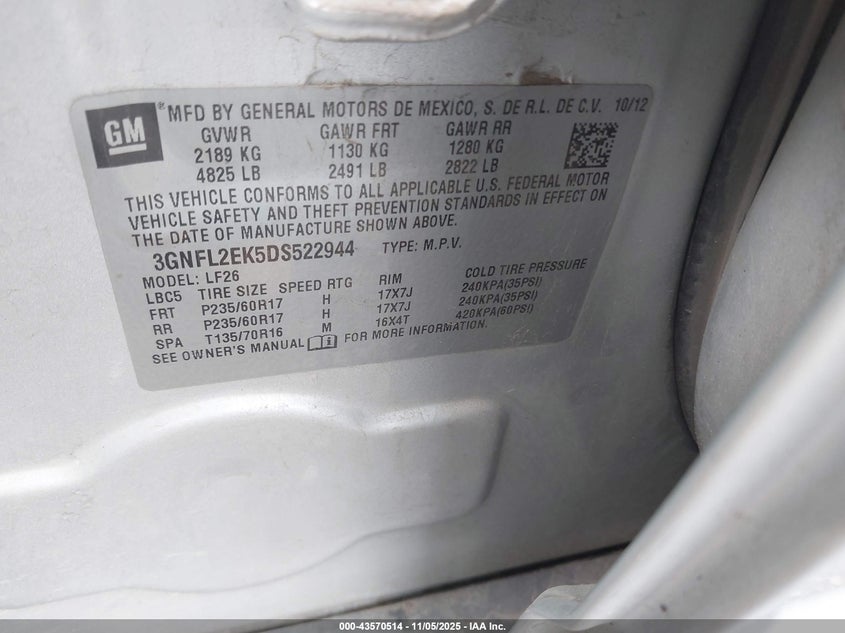 GM ® MFD BY GENERAL MOTORS DE MEXICO, S. DE R.L. DE C.V. 10/12
GVWR GAWR FRT GAWR RR
2189 KG 1130 KG 1280 KG
4825 LB 2491 LB 2822 LB
THIS VEHICLE CONFORMS TO ALL APPLICABLE U.S. FEDERAL MOTOR
VEHICLE SAFETY AND THEFT PREVENTION STANDARDS IN EFFECT ON
THE DATE OF MANUFACTURE SHOWN ABOVE.
3GNFL2EK5DS522944 TYPE: M.P.V.
MODEL: LF26
LBC5 TIRE SIZE SPEED RTG RIM COLD TIRE PRESSURE
FRT P235/60R17 H 17X7J 240KPA(35PSI)
RR P235/60R17 H 17X7J 240KPA(35PSI)
SPA T135/70R16 M 16X4T 420KPA(60PSI)
SEE OWNER'S MANUAL FOR MORE INFORMATION.
000-43570514 - 11/05/2025 - IAA Inc.